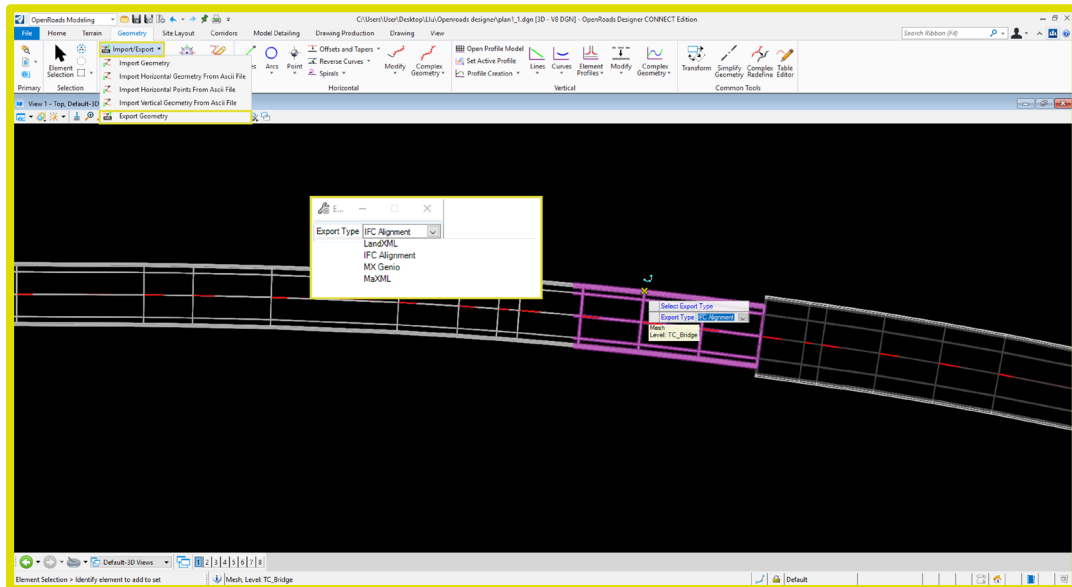 OpenRoads Modeling
C:\Users\User\Desktop\Llu\Openroads designer\plan1_1.dgn [3D - V8 DGN] - OpenRoads Designer CONNECT Edition
File Home Terrain Geometry Site Layout Corridors Model Detailing Drawing Production Drawing View
Search Ribbon (F4)
Import/Export
Import Geometry
Import Horizontal Geometry From Ascii File
Import Horizontal Points From Ascii File
Import Vertical Geometry From Ascii File
Export Geometry
Element Selection
Primary Selection
Arcs Point
Offsets and Tapers
Reverse Curves
Spirals
Modify Complex Geometry
Horizontal
Open Profile Model
Set Active Profile
Profile Creation
Lines Curves Element Profiles Modify Complex Geometry
Vertical
Transform Simplify Geometry Complex Redefine Table Editor
Common Tools
View 1 - Top, Default-3D
E...
Export Type IFC Alignment
LandXML
IFC Alignment
MX Genio
MaXML
Select Export Type
Export Type IFC Alignment
Mesh
Level: TC_Bridge
Default-3D Views 1 2 3 4 5 6 7 8
Element Selection > Identify element to add to set
Mesh, Level: TC_Bridge
Default